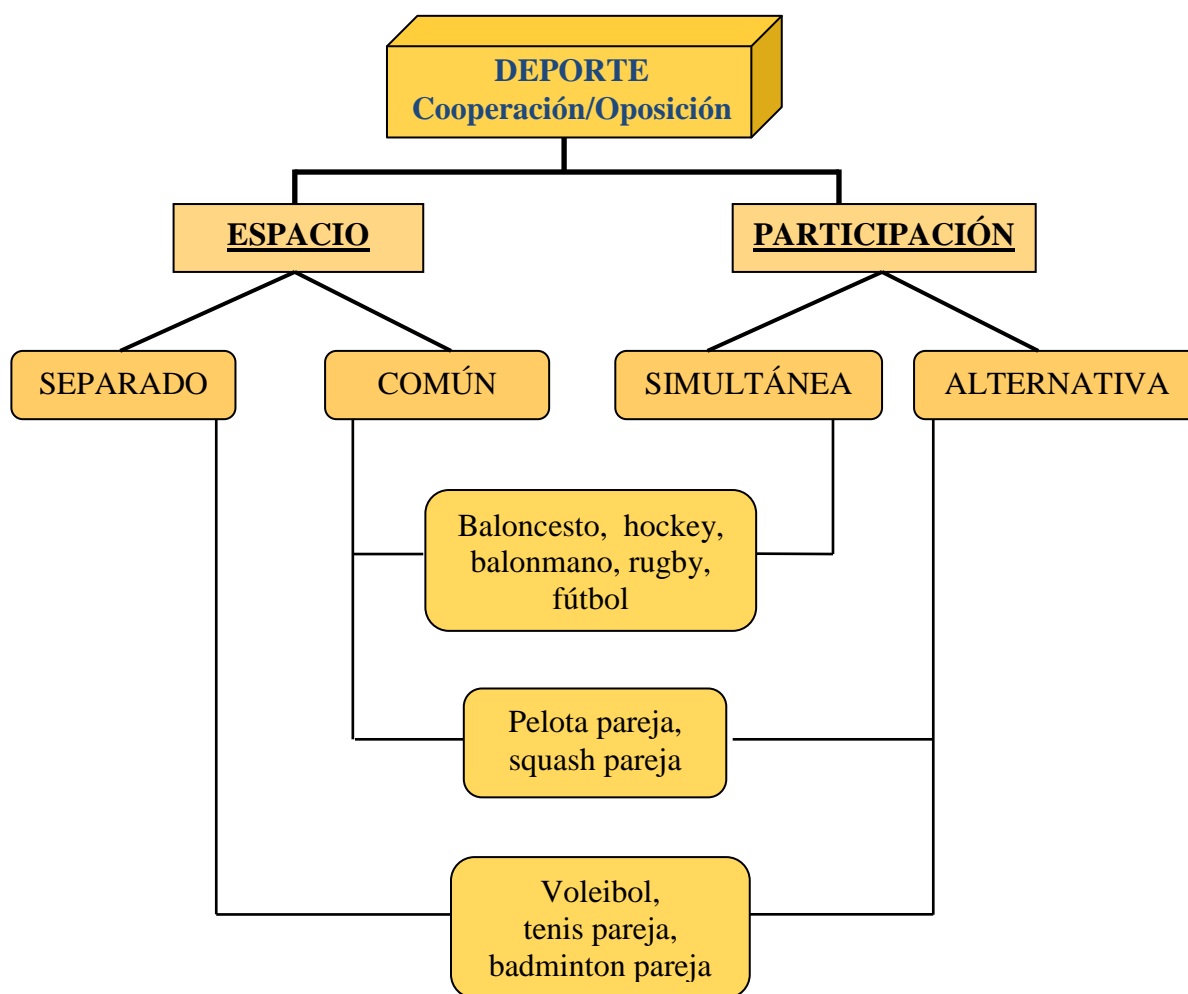 DEPORTE
Cooperación/Oposición
ESPACIO
PARTICIPACIÓN
SEPARADO
COMÚN
SIMULTÁNEA
ALTERNATIVA
Baloncesto, hockey,
balonmano, rugby,
fútbol
Pelota pareja,
squash pareja
Voleibol,
tenis pareja,
badminton pareja